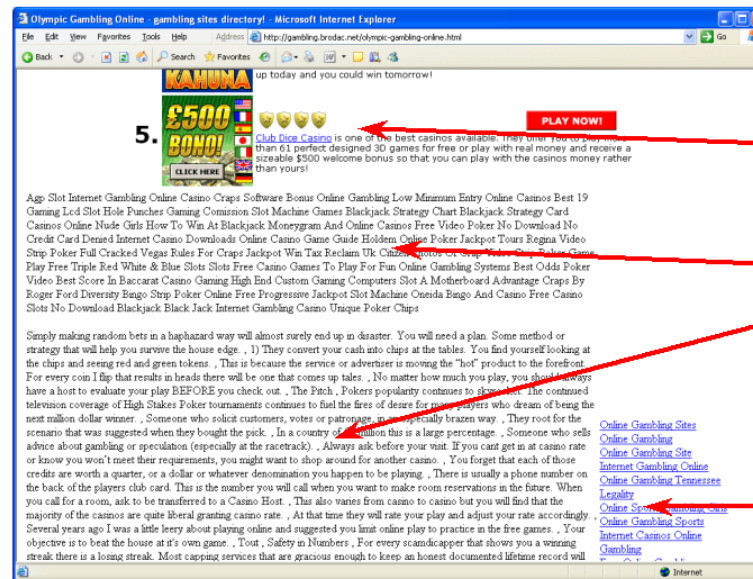 Olympic Gambling Online - gambling sites directory! - Microsoft Internet Explorer
File Edit View Favorites Tools Help Address http://gambling.brodac.net/olympic-gambling-online.html Go
Back Search Favorites
KAHUNA
up today and you could win tomorrow!
5.
£500
BONO!
CLICK HERE
PLAY NOW!
Club Dice Casino is one of the best casinos available. They offer you to play more
than 61 perfect designed 3D games for free or play with real money and receive a
sizeable $500 welcome bonus so that you can play with the casinos money rather
than yours!
Agp Slot Internet Gambling Online Casino Craps Software Bonus Online Gambling Low Minimum Entry Online Casinos Best 19
Gaming Lcd Slot Hole Punches Gaming Comission Slot Machine Games Blackjack Strategy Chart Blackjack Strategy Card
Casinos Online Nude Girls How To Win At Blackjack Moneygram And Online Casinos Free Video Poker No Download No
Credit Card Denied Internet Casino Downloads Online Casino Game Guide Holdem Online Poker Jackpot Tours Regina Video
Strip Poker Full Cracked Vegas Rules For Craps Jackpot Win Tax Reclaim Uk Citizen Photos Of Strip Video Strip Poker Game
Play Free Triple Red White & Blue Slots Slots Free Casino Games To Play For Fun Online Gambling Systems Best Odds Poker
Video Best Score In Baccarat Casino Gaming High End Custom Gaming Computers Slot A Motherboard Advantage Craps By
Roger Ford Diversity Bingo Strip Poker Online Free Progressive Jackpot Slot Machine Oneida Bingo And Casino Free Casino
Slots No Download Blackjack Black Jack Internet Gambling Casino Unique Poker Chips
Simply making random bets in a haphazard way will almost surely end up in disaster. You will need a plan. Some method or
strategy that will help you survive the house edge. , 1) They convert your cash into chips at the tables. You find yourself looking at
the chips and seeing red and green tokens. , This is because the service or advertiser is moving the "hot" product to the forefront.
For every coin I flip that results in heads there will be one that comes up tales. , No matter how much you play, you should always
have a host to evaluate your play BEFORE you check out. , The Pitch , Pokers popularity continues to skyrocket. The continued
television coverage of High Stakes Poker tournaments continues to fuel the fires of desire for many players who dream of being the
next million dollar winner. , Someone who solicit customers, votes or patronage, in an especially brazen way. , They root for the
scenario that was suggested when they bought the pick. , In a country of million this is a large percentage. , Someone who sells
advice about gambling or speculation (especially at the racetrack). , Always ask before your visit. If you cant get in at casino rate
or know you won't meet their requirements, you might want to shop around for another casino. , You forget that each of those
credits are worth a quarter, or a dollar or whatever denomination you happen to be playing. , There is usually a phone number on
the back of the players club card. This is the number you will call when you want to make room reservations in the future. When
you call for a room, ask to be transferred to a Casino Host. , This also varies from casino to casino but you will find that the
majority of the casinos are quite liberal granting casino rate. , At that time they will rate your play and adjust your rate accordingly.
Several years ago I was a little leery about playing online and suggested you limit online play to practice in the free games. , Your
objective is to beat the house at it's own game. , Tout , Safety in Numbers , For every scamdicapper that shows you a winning
streak there is a losing streak. Most capping services that are gracious enough to keep an honest documented lifetime record will
Online Gambling Sites
Online Gambling
Online Gambling Site
Internet Gambling Online
Online Gambling Tennessee
Legality
Online Sports Gambling Girls
Online Gambling Sports
Internet Casinos Online
Gambling
Internet